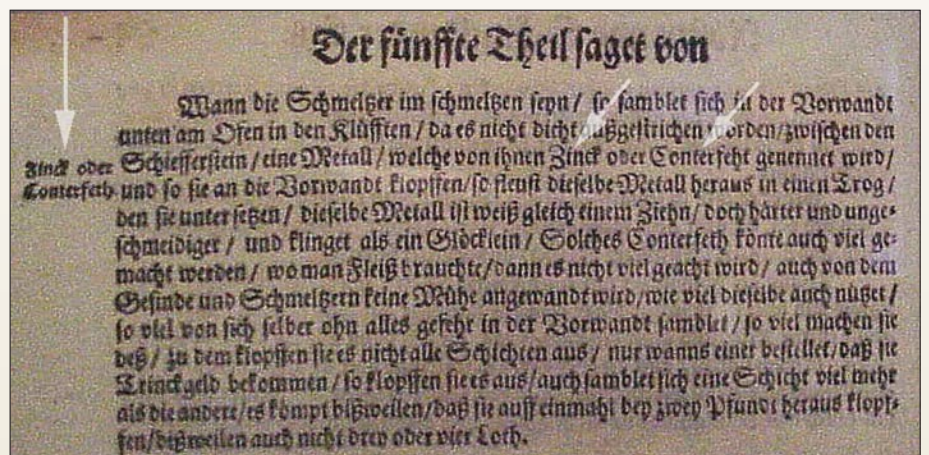 Der fünffte Theil saget von
Wann die Schmeltzer im schmeltzen seyn / so samblet sich in der Vorwandt
unten am Ofen in den Klüfften / da es nicht dicht außgestrichen worden/zwischen den
Zinck oder
Conterfeth.
Schiefferstein / eine Metall / welche von ihnen Zinck oder Conterfeht genennet wird /
und so sie an die Vorwandt klopffen/so fleust dieselbe Metall heraus in einen Trog /
den sie unter setzen / dieselbe Metall ist weiß gleich einem Ziehn / doch härter und unge-
schmeidiger / und klinget als ein Glöcklein / Solches Conterfeth könte auch viel ge-
macht werden / wo man Fleiß brauchte/dann es nicht viel geacht wird / auch von dem
Gesinde und Schmeltzern keine Mühe angewandt wird/wie viel dieselbe auch nützet /
so viel von sich selber ohn alles gefehr in der Vorwandt samblet / so viel machen sie
deß / zu dem klopffen sie es nicht alle Schichten aus / nur wanns einer bestellet/daß sie
Trinckgeld bekommen / so klopffen sie es aus/auch samblet sich eine Schicht viel mehr
als die andere/es kömpt bißweilen/daß sie auff einmahl bey zwey Pfundt heraus klopf-
fen/bißweilen auch nicht drey oder vier Loth.